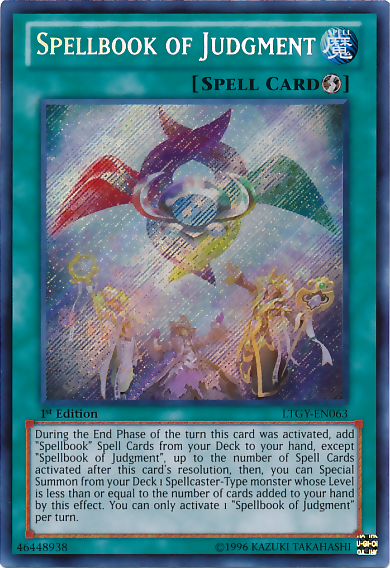 SPELLBOOK OF JUDGMENT
SPELL
魔
[SPELL CARD]
1st Edition
LTGY-EN063
During the End Phase of the turn this card was activated, add
"Spellbook" Spell Cards from your Deck to your hand, except
"Spellbook of Judgment", up to the number of Spell Cards
activated after this card's resolution, then, you can Special
Summon from your Deck 1 Spellcaster-Type monster whose Level
is less than or equal to the number of cards added to your hand
by this effect. You can only activate 1 "Spellbook of Judgment"
per turn.
46448938
©1996 KAZUKI TAKAHASHI